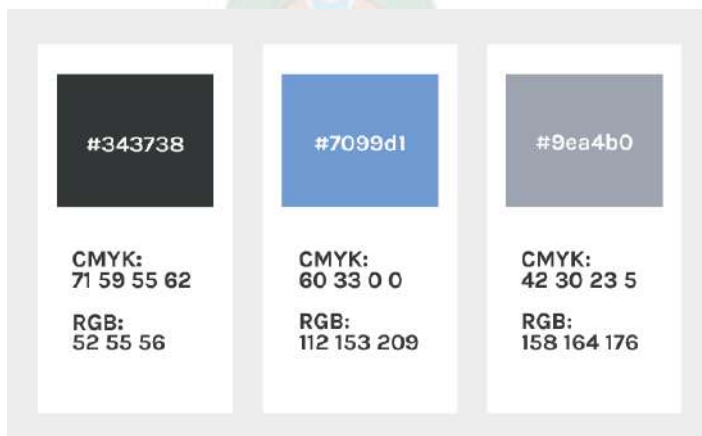 #343738
CMYK:
71 59 55 62
RGB:
52 55 56
#7099d1
CMYK:
60 33 0 0
RGB:
112 153 209
#9ea4b0
CMYK:
42 30 23 5
RGB:
158 164 176